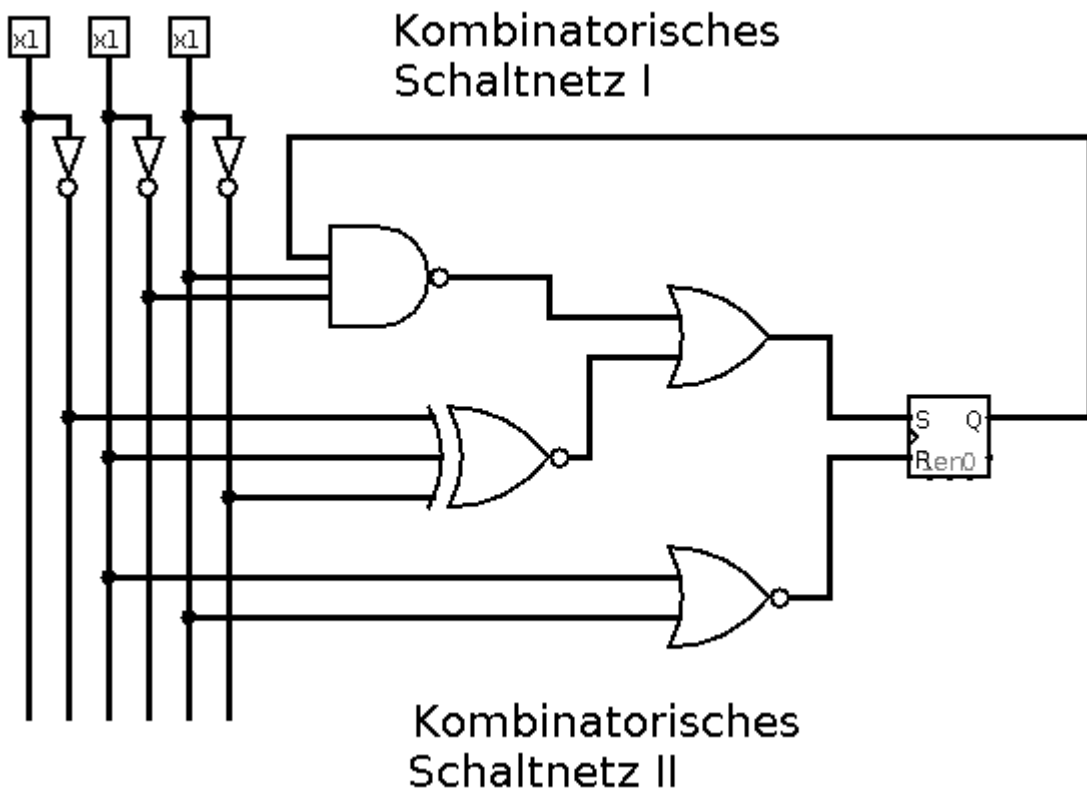 x1 x1 x1
Kombinatorisches
Schaltnetz I
S Q
R en0
Kombinatorisches
Schaltnetz II